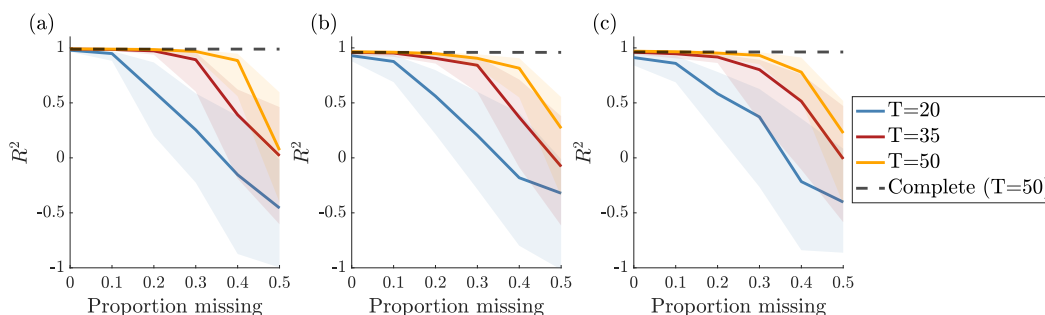 (a)
1
0.5
0
-0.5
-1
R²
0 0.1 0.2 0.3 0.4 0.5
Proportion missing
(b)
1
0.5
0
-0.5
-1
R²
0 0.1 0.2 0.3 0.4 0.5
Proportion missing
(c)
1
0.5
0
-0.5
-1
R²
0 0.1 0.2 0.3 0.4 0.5
Proportion missing
T=20
T=35
T=50
Complete (T=50)